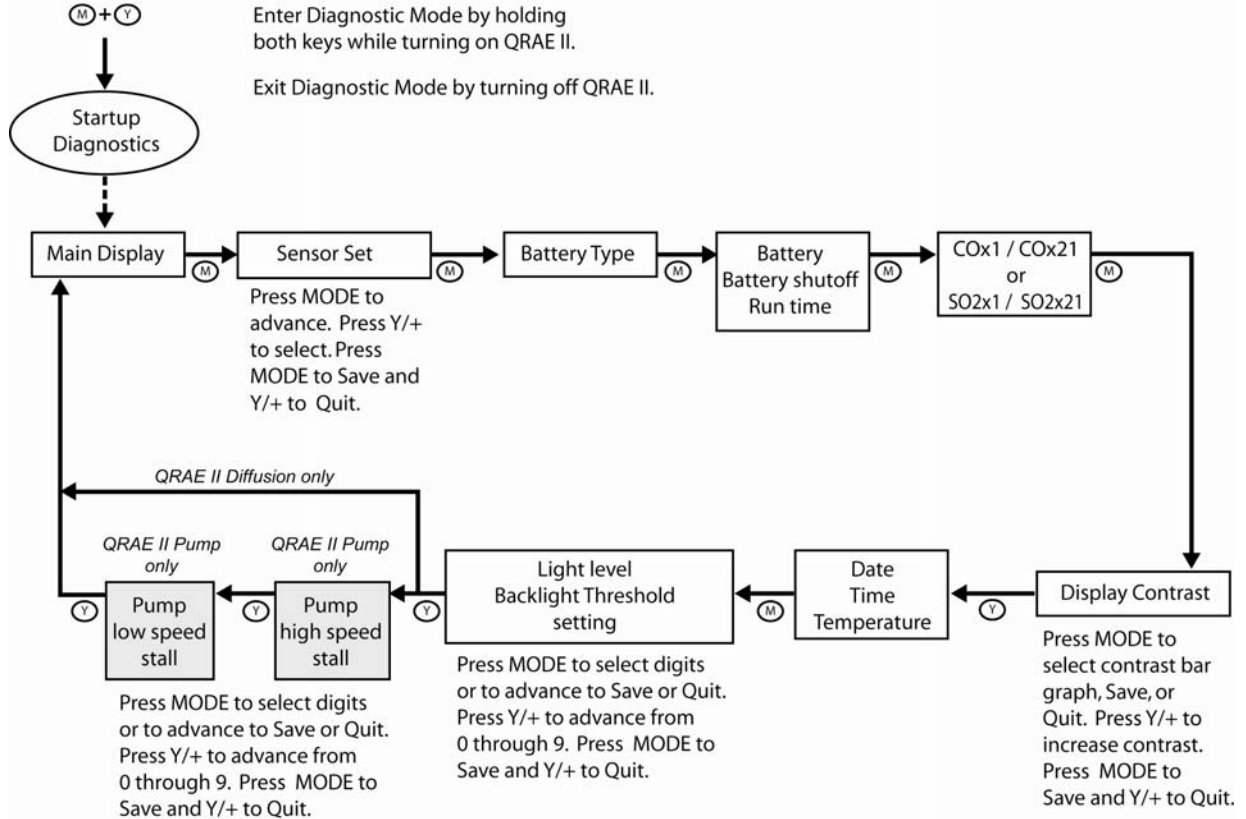 M + Y
Enter Diagnostic Mode by holding
both keys while turning on QRAE II.
Exit Diagnostic Mode by turning off QRAE II.
Startup
Diagnostics
Main Display
M
Sensor Set
M
Battery Type
M
Battery
Battery shutoff
Run time
M
COx1 / COx21
or
SO2x1 / SO2x21
M
Press MODE to
advance. Press Y/+
to select. Press
MODE to Save and
Y/+ to Quit.
QRAE II Diffusion only
QRAE II Pump
only
QRAE II Pump
only
Y
Pump
low speed
stall
Y
Pump
high speed
stall
Y
Light level
Backlight Threshold
setting
M
Date
Time
Temperature
Y
Display Contrast
Press MODE to select digits
or to advance to Save or Quit.
Press Y/+ to advance from
0 through 9. Press MODE to
Save and Y/+ to Quit.
Press MODE to select digits
or to advance to Save or Quit.
Press Y/+ to advance from
0 through 9. Press MODE to
Save and Y/+ to Quit.
Press MODE to
select contrast bar
graph, Save, or
Quit. Press Y/+ to
increase contrast.
Press MODE to
Save and Y/+ to Quit.